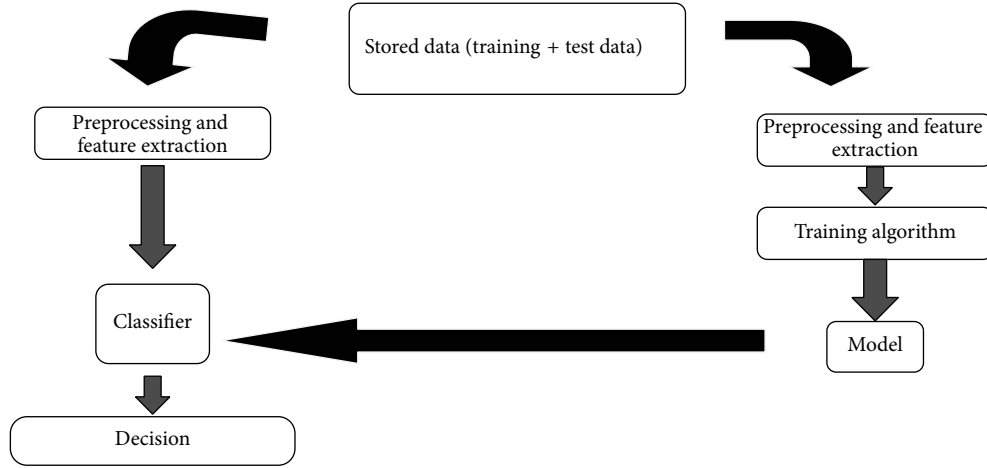 Stored data (training + test data)
Preprocessing and
feature extraction
Classifier
Decision
Preprocessing and feature
extraction
Training algorithm
Model